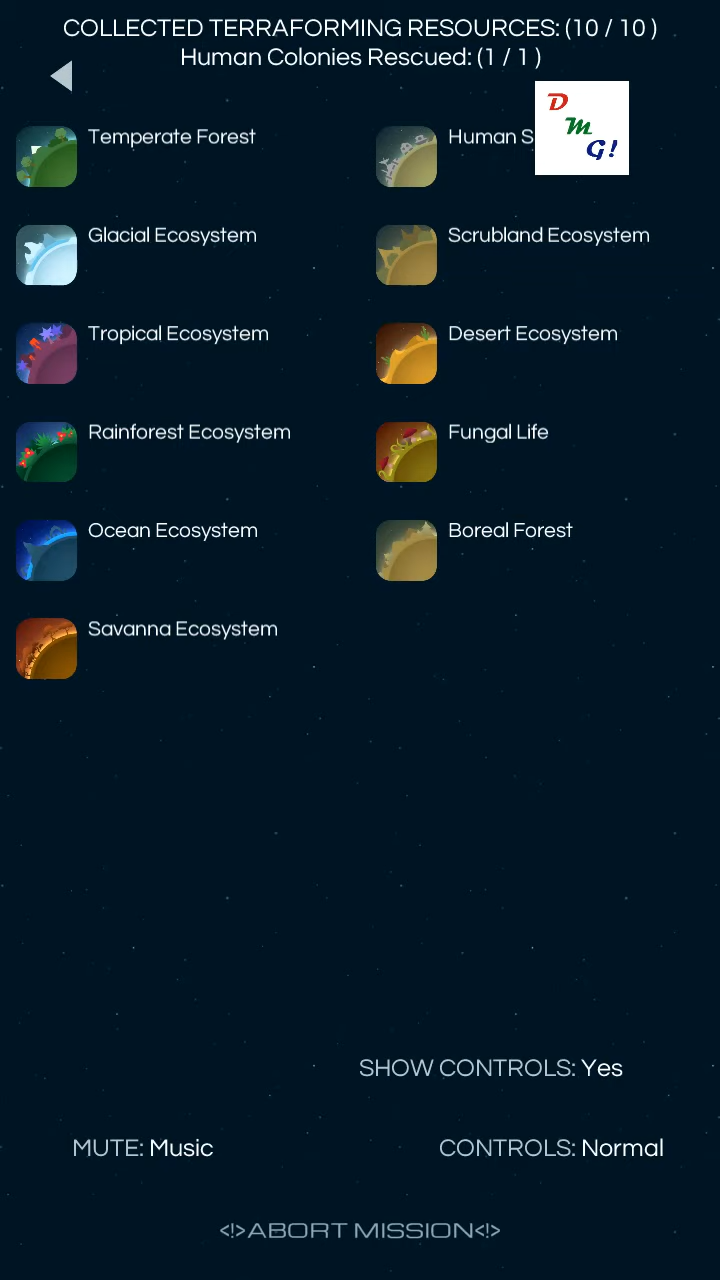 COLLECTED TERRAFORMING RESOURCES: (10 / 10 )
Human Colonies Rescued: (1 / 1 )
D
M
G!
Temperate Forest
Human
Glacial Ecosystem
Scrubland Ecosystem
Tropical Ecosystem
Desert Ecosystem
Rainforest Ecosystem
Fungal Life
Ocean Ecosystem
Boreal Forest
Savanna Ecosystem
SHOW CONTROLS: Yes
MUTE: Music
CONTROLS: Normal
<!>ABORT MISSION<!>